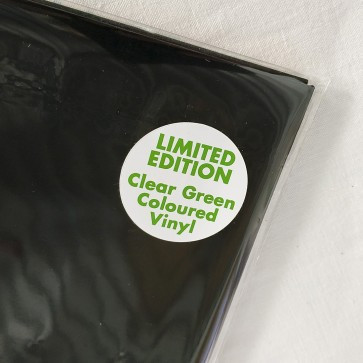 LIMITED
EDITION
Clear Green
Coloured
Vinyl